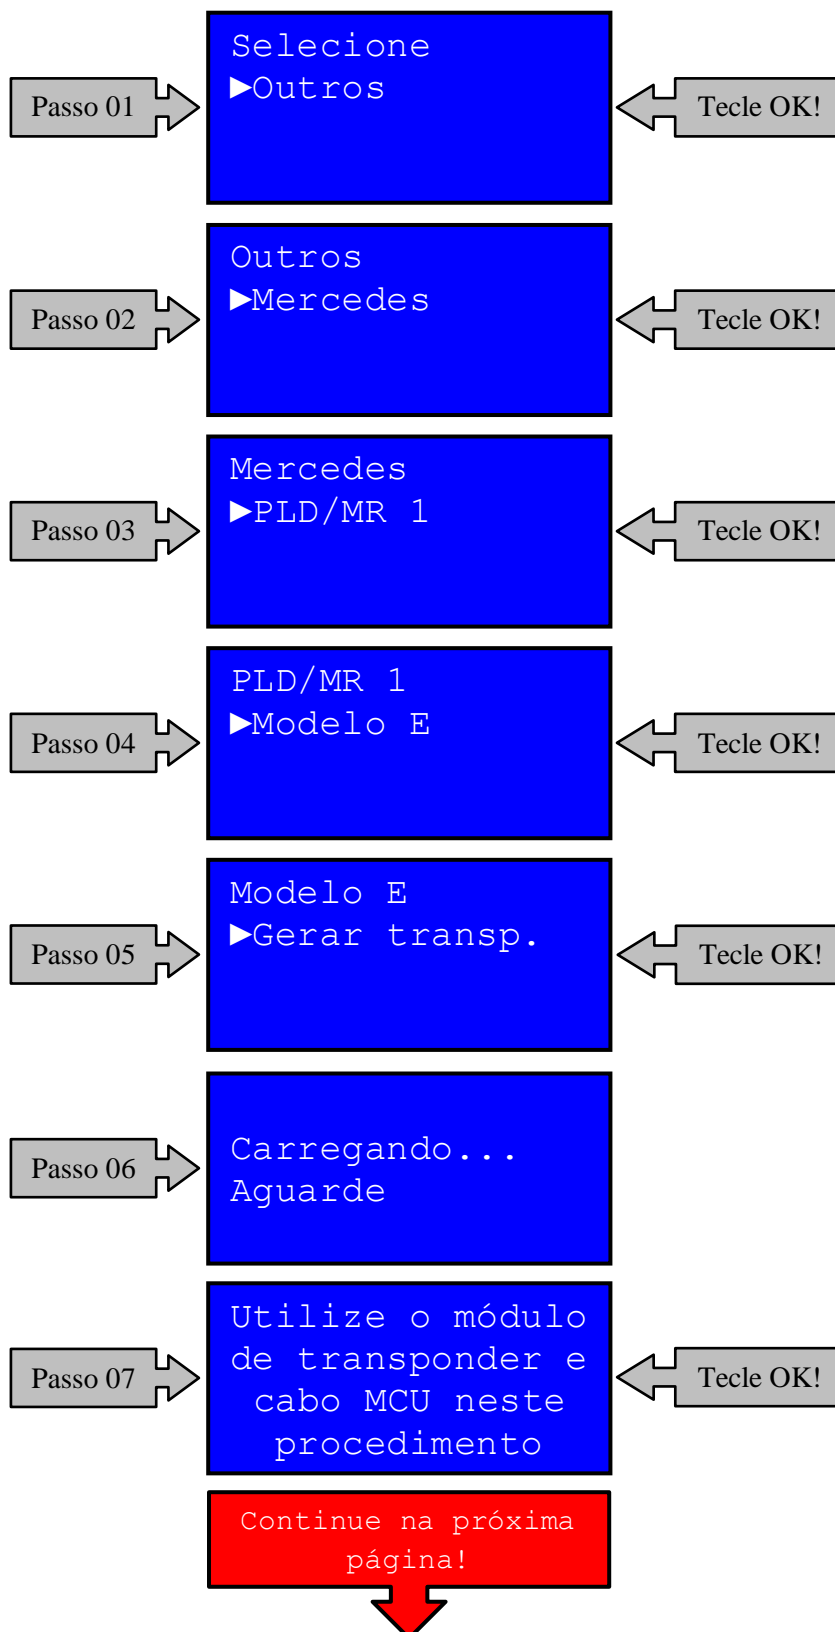 Selecione
►Outros
Passo 01
Tecle OK!
Outros
►Mercedes
Passo 02
Tecle OK!
Mercedes
►PLD/MR 1
Passo 03
Tecle OK!
PLD/MR 1
►Modelo E
Passo 04
Tecle OK!
Modelo E
►Gerar transp.
Passo 05
Tecle OK!
Carregando...
Passo 06
Aguarde
Utilize o módulo
de transponder e
Passo 07
Tecle OK!
cabo MCU neste
procedimento
Continue na próxima
página!